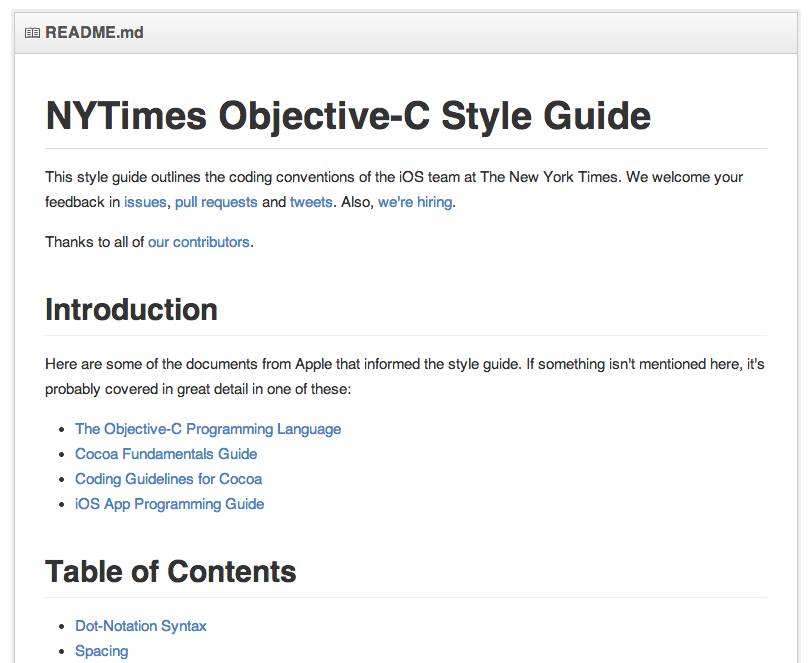 README.md
NYTimes Objective-C Style Guide
This style guide outlines the coding conventions of the iOS team at The New York Times. We welcome your
feedback in issues, pull requests and tweets. Also, we're hiring.
Thanks to all of our contributors.
Introduction
Here are some of the documents from Apple that informed the style guide. If something isn't mentioned here, it's
probably covered in great detail in one of these:
• The Objective-C Programming Language
• Cocoa Fundamentals Guide
• Coding Guidelines for Cocoa
• iOS App Programming Guide
Table of Contents
• Dot-Notation Syntax
• Spacing